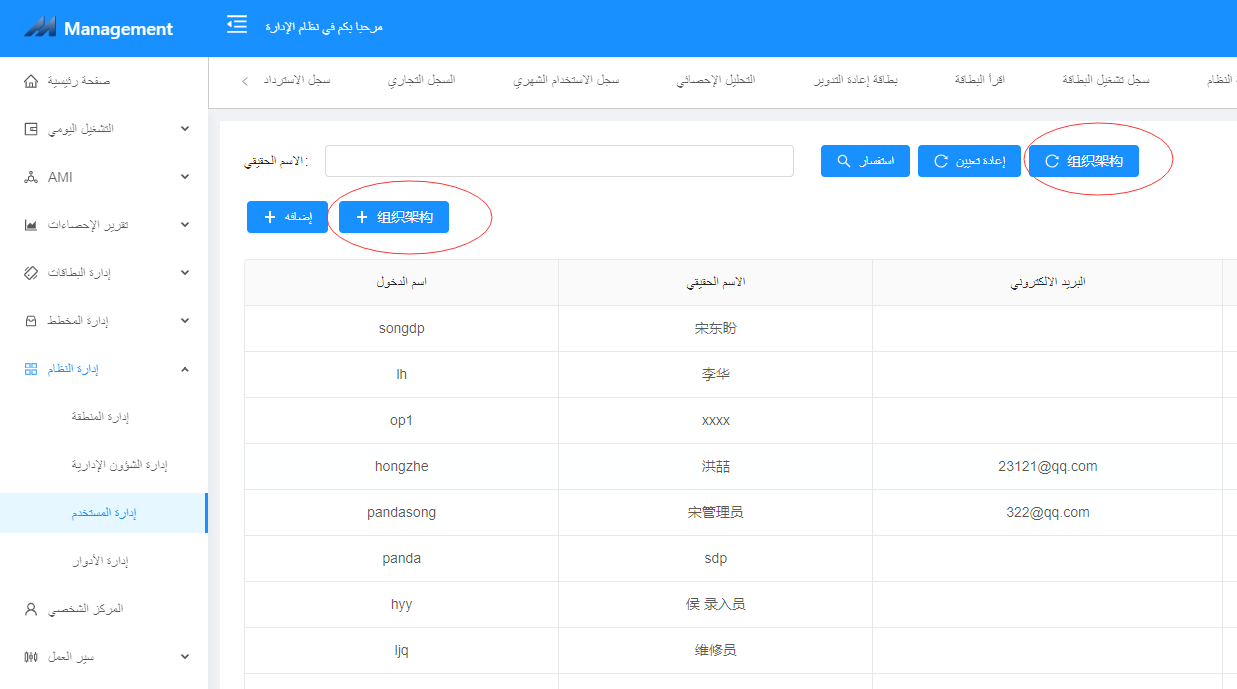 Management
مرحبا بكم في نظام الإدارة
صفحة رئيسية
التشغيل اليومي
AMI
تقرير الإحصاءات
إدارة البطاقات
إدارة المخطط
إدارة النظام
إدارة المنطقة
إدارة الشؤون الإدارية
إدارة المستخدم
إدارة الأدوار
المركز الشخصي
سير العمل
سجل الاسترداد
السجل التجاري
سجل الاستخدام الشهري
التحليل الإحصائي
بطاقة إعادة التدوير
اقرأ البطاقة
سجل تشغيل البطاقة
النظام
الاسم الحقيقي:
استفسار
إعادة تعيين
组织架构
إضافه
组织架构
اسم الدخول
الاسم الحقيقي
البريد الالكتروني
songdp 宋东盼
lh 李华
op1 xxxx
hongzhe 洪喆 23121@qq.com
pandasong 宋管理员 322@qq.com
panda sdp
hyy 侯 录入员
ljq 维修员